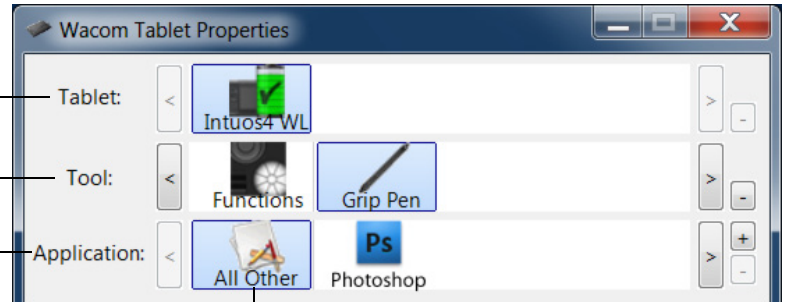 Wacom Tablet Properties
X
Tablet:
<
Intuos4 WL
>
-
Tool:
<
Functions
Grip Pen
>
-
Application:
<
All Other
Ps
Photoshop
>
+
-